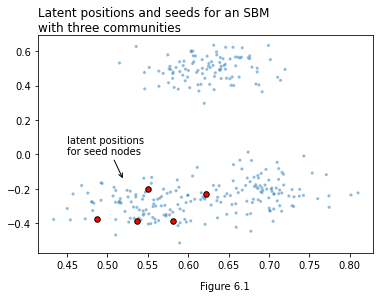 Latent positions and seeds for an SBM
with three communities
0.6
0.4
0.2
0.0
−0.2
−0.4
latent positions
for seed nodes
0.45 0.50 0.55 0.60 0.65 0.70 0.75 0.80
Figure 6.1